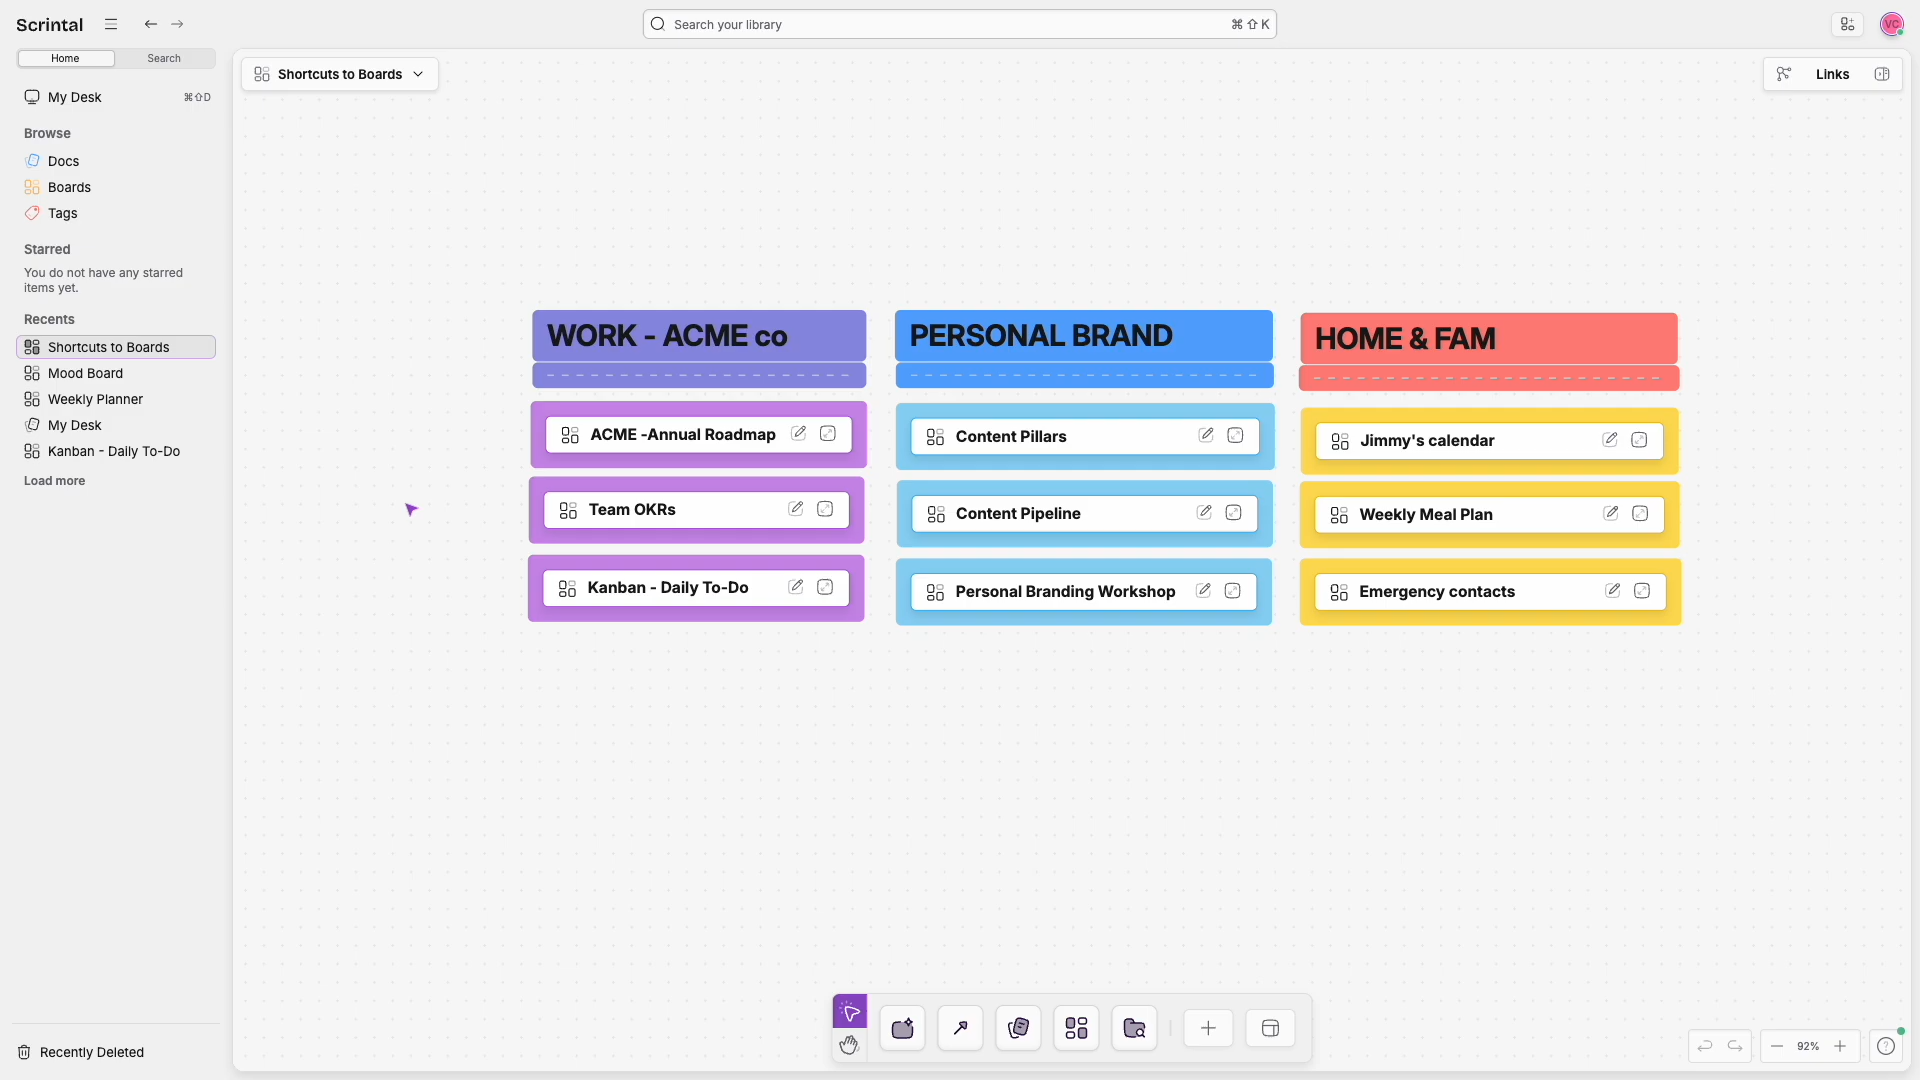 Scrintal
Search your library
⌘ ⇧ K
VC
Home
Search
My Desk
⌘⇧D
Browse
Docs
Boards
Tags
Starred
You do not have any starred
items yet.
Recents
Shortcuts to Boards
Mood Board
Weekly Planner
My Desk
Kanban - Daily To-Do
Load more
Recently Deleted
Shortcuts to Boards
Links
WORK - ACME co
ACME -Annual Roadmap
Team OKRs
Kanban - Daily To-Do
PERSONAL BRAND
Content Pillars
Content Pipeline
Personal Branding Workshop
HOME & FAM
Jimmy's calendar
Weekly Meal Plan
Emergency contacts
92%
?